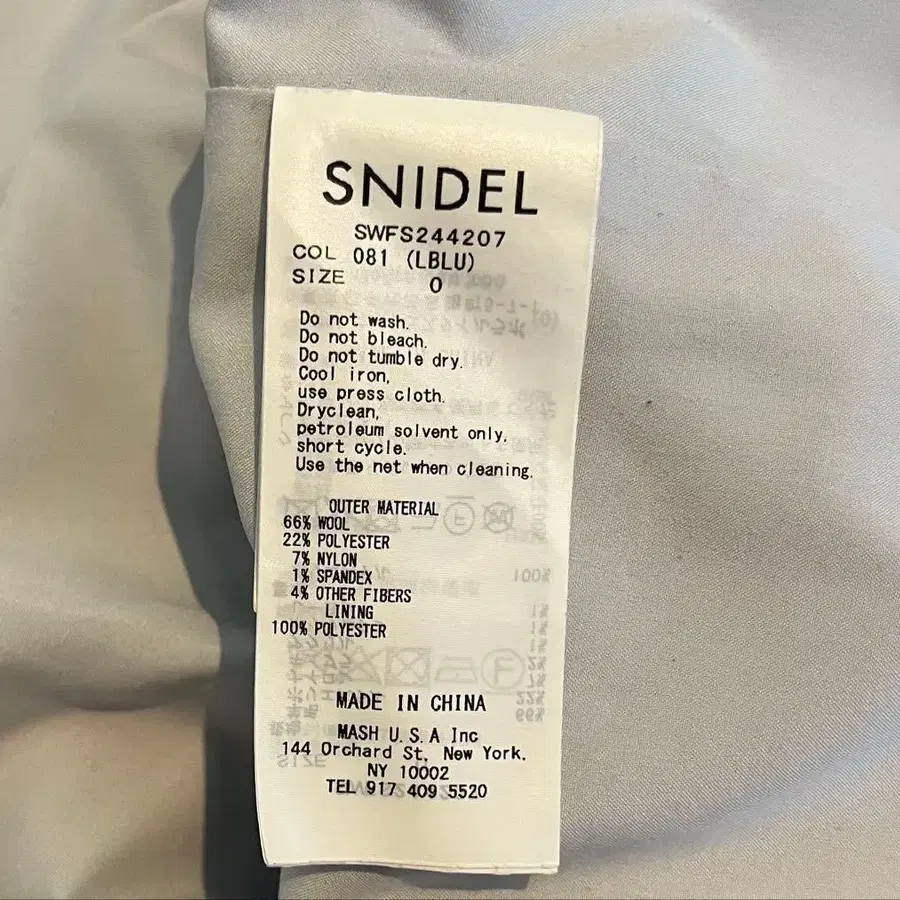 SNIDEL
SWFS244207
COL 081 (LBLU)
SIZE 0
Do not wash.
Do not bleach.
Do not tumble dry.
Cool iron,
use press cloth.
Dryclean,
petroleum solvent only,
short cycle.
Use the net when cleaning.
OUTER MATERIAL
66% WOOL
22% POLYESTER
7% NYLON
1% SPANDEX
4% OTHER FIBERS
LINING
100% POLYESTER
MADE IN CHINA
MASH U.S.A Inc
144 Orchard St, New York,
NY 10002
TEL 917 409 5520